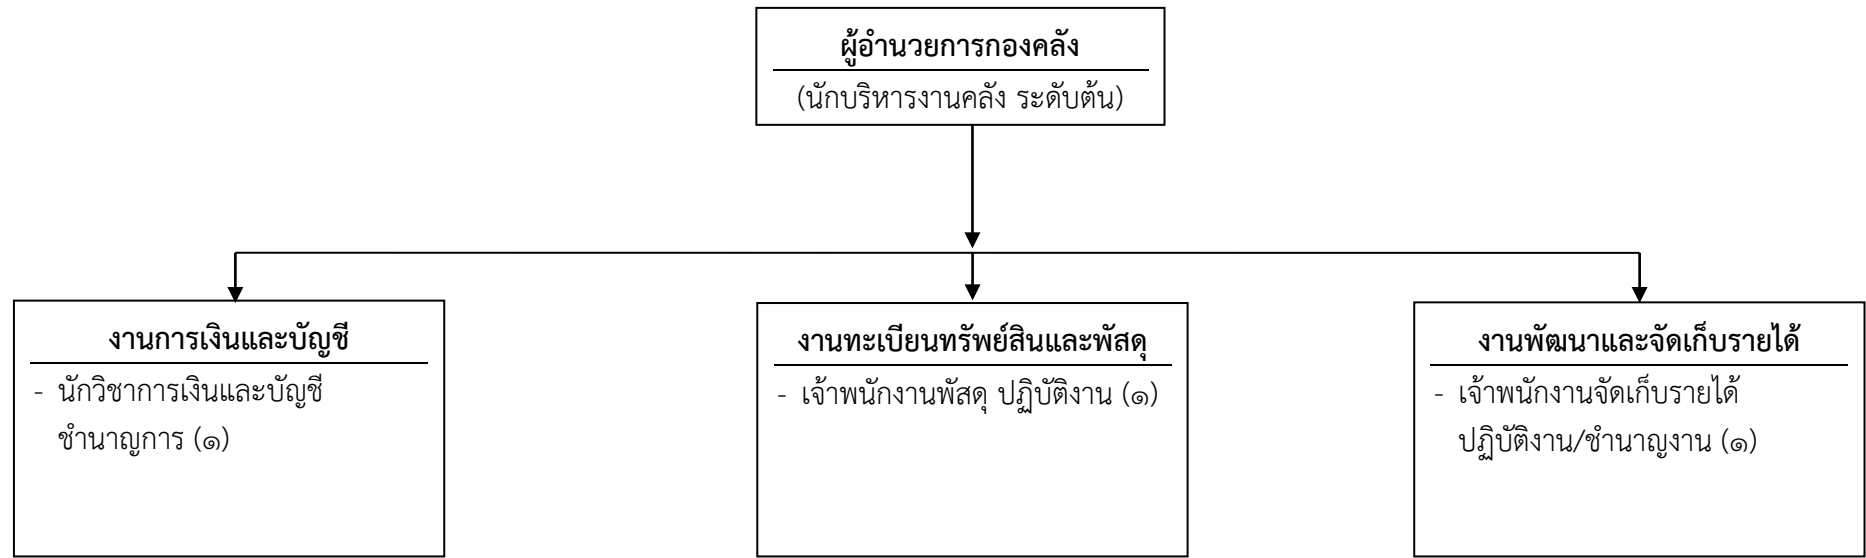 ผู้อำนวยการกองคลัง
(นักบริหารงานคลัง ระดับต้น)
งานการเงินและบัญชี
- นักวิชาการเงินและบัญชี
ชำนาญการ (๑)
งานทะเบียนทรัพย์สินและพัสดุ
- เจ้าพนักงานพัสดุ ปฏิบัติงาน (๑)
งานพัฒนาและจัดเก็บรายได้
- เจ้าพนักงานจัดเก็บรายได้
ปฏิบัติงาน/ชำนาญงาน (๑)